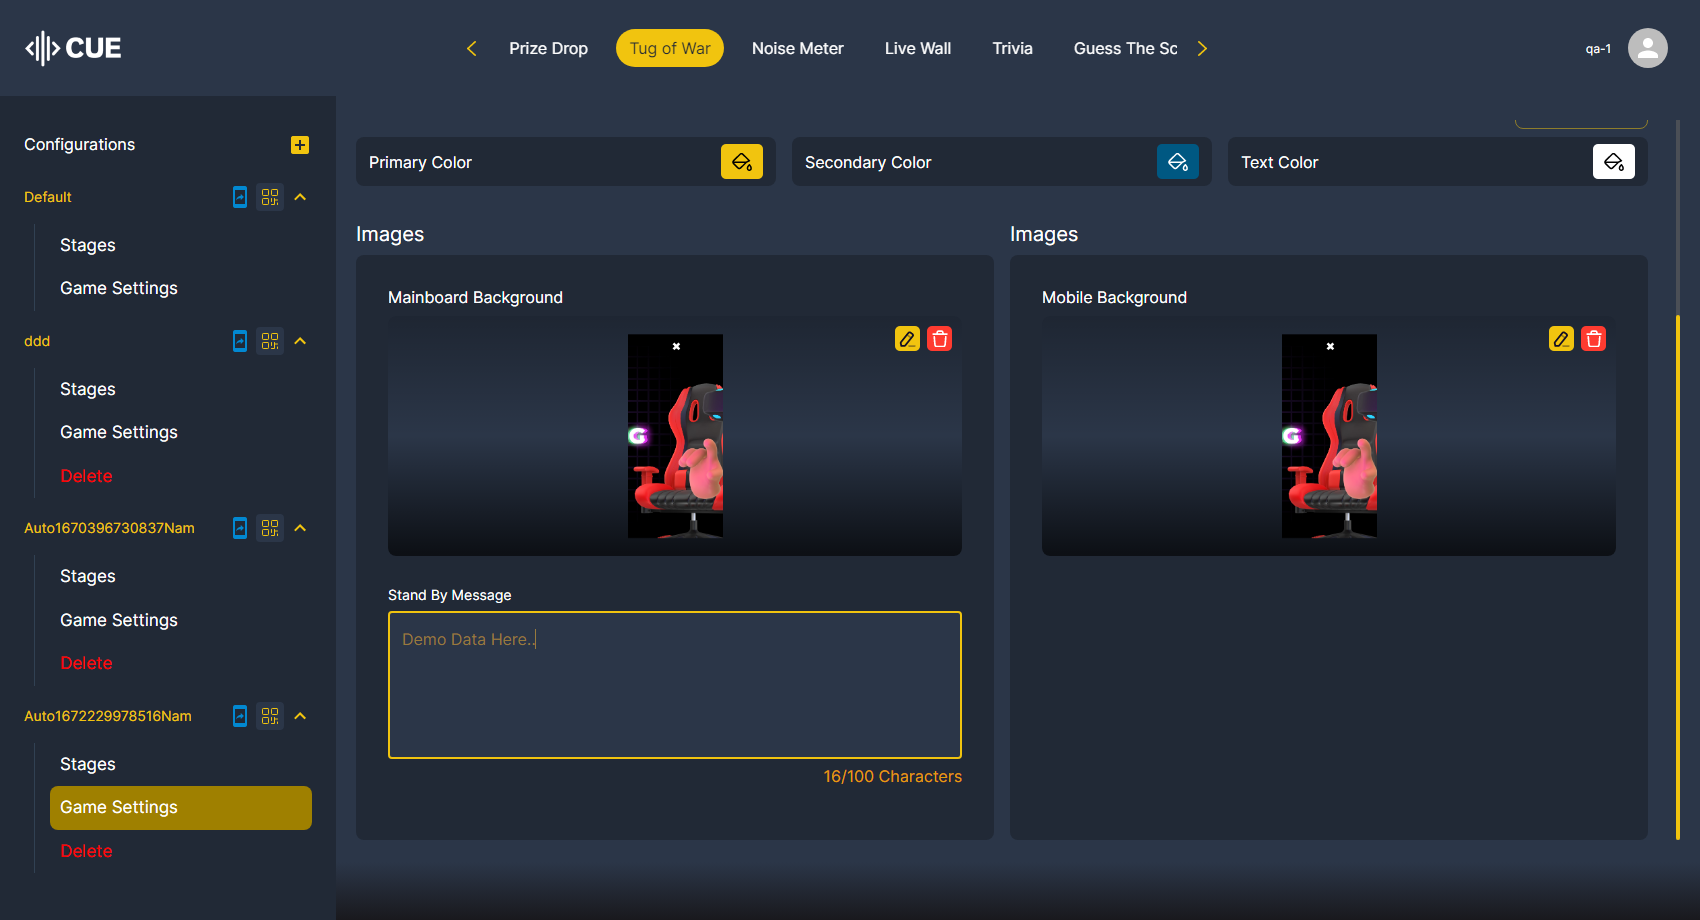 CUE
Prize Drop
Tug of War
Noise Meter
Live Wall
Trivia
Guess The Sc
qa-1
Configurations
Default
Stages
Game Settings
ddd
Stages
Game Settings
Delete
Auto1670396730837Nam
Stages
Game Settings
Delete
Auto1672229978516Nam
Stages
Game Settings
Delete
Primary Color
Secondary Color
Text Color
Images
Mainboard Background
G
Stand By Message
Demo Data Here..
16/100 Characters
Images
Mobile Background
G